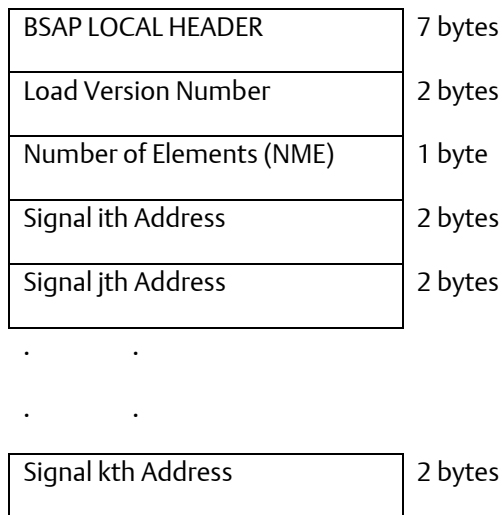 BSAP LOCAL HEADER 7 bytes
Load Version Number 2 bytes
Number of Elements (NME) 1 byte
Signal ith Address 2 bytes
Signal jth Address 2 bytes
. .
. .
Signal kth Address 2 bytes